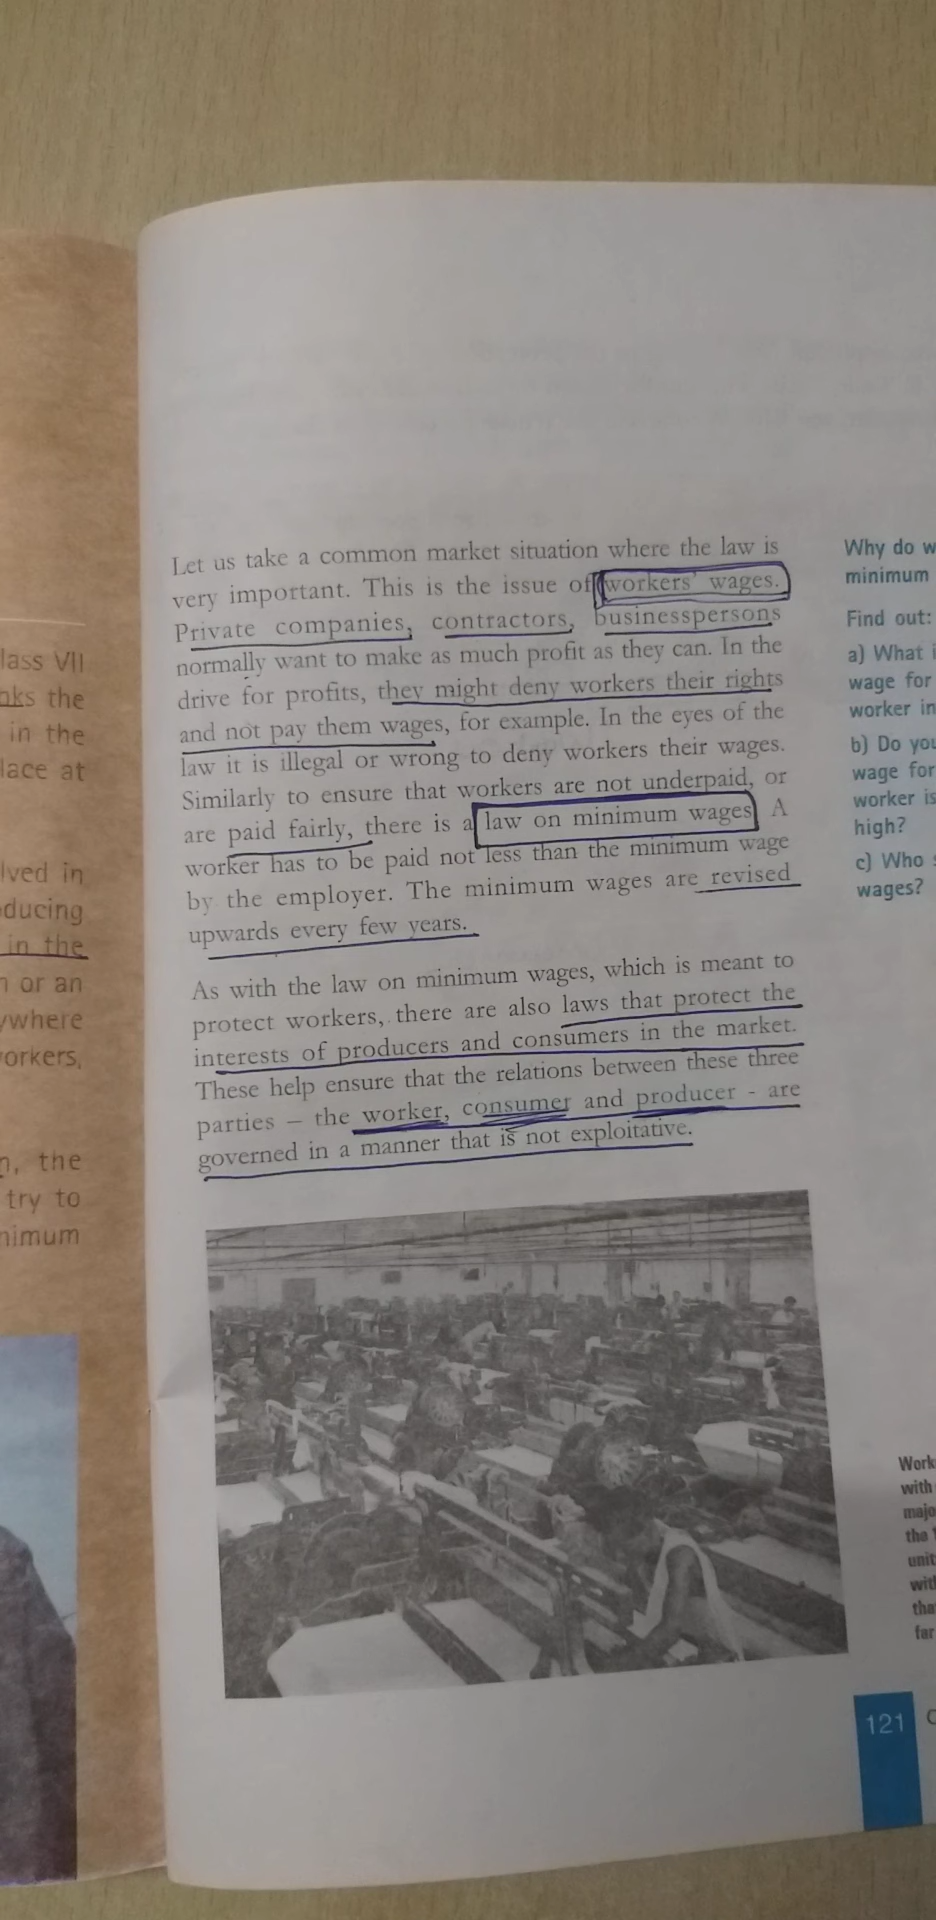 lass VII
nks the
in the
lace at
lved in
ducing
in the
n or an
ywhere
orkers,
n, the
try to
nimum
Let us take a common market situation where the law is
very important. This is the issue of workers' wages.
Private companies, contractors, businesspersons
normally want to make as much profit as they can. In the
drive for profits, they might deny workers their rights
and not pay them wages, for example. In the eyes of the
law it is illegal or wrong to deny workers their wages.
Similarly to ensure that workers are not underpaid, or
are paid fairly, there is a law on minimum wages. A
worker has to be paid not less than the minimum wage
by the employer. The minimum wages are revised
upwards every few years.
As with the law on minimum wages, which is meant to
protect workers, there are also laws that protect the
interests of producers and consumers in the market.
These help ensure that the relations between these three
parties – the worker, consumer and producer - are
governed in a manner that is not exploitative.
Why do w
minimum
Find out:
a) What i
wage for
worker in
b) Do you
wage for
worker is
high?
c) Who s
wages?
Work
with
majo
the
unit
with
tha
far
121